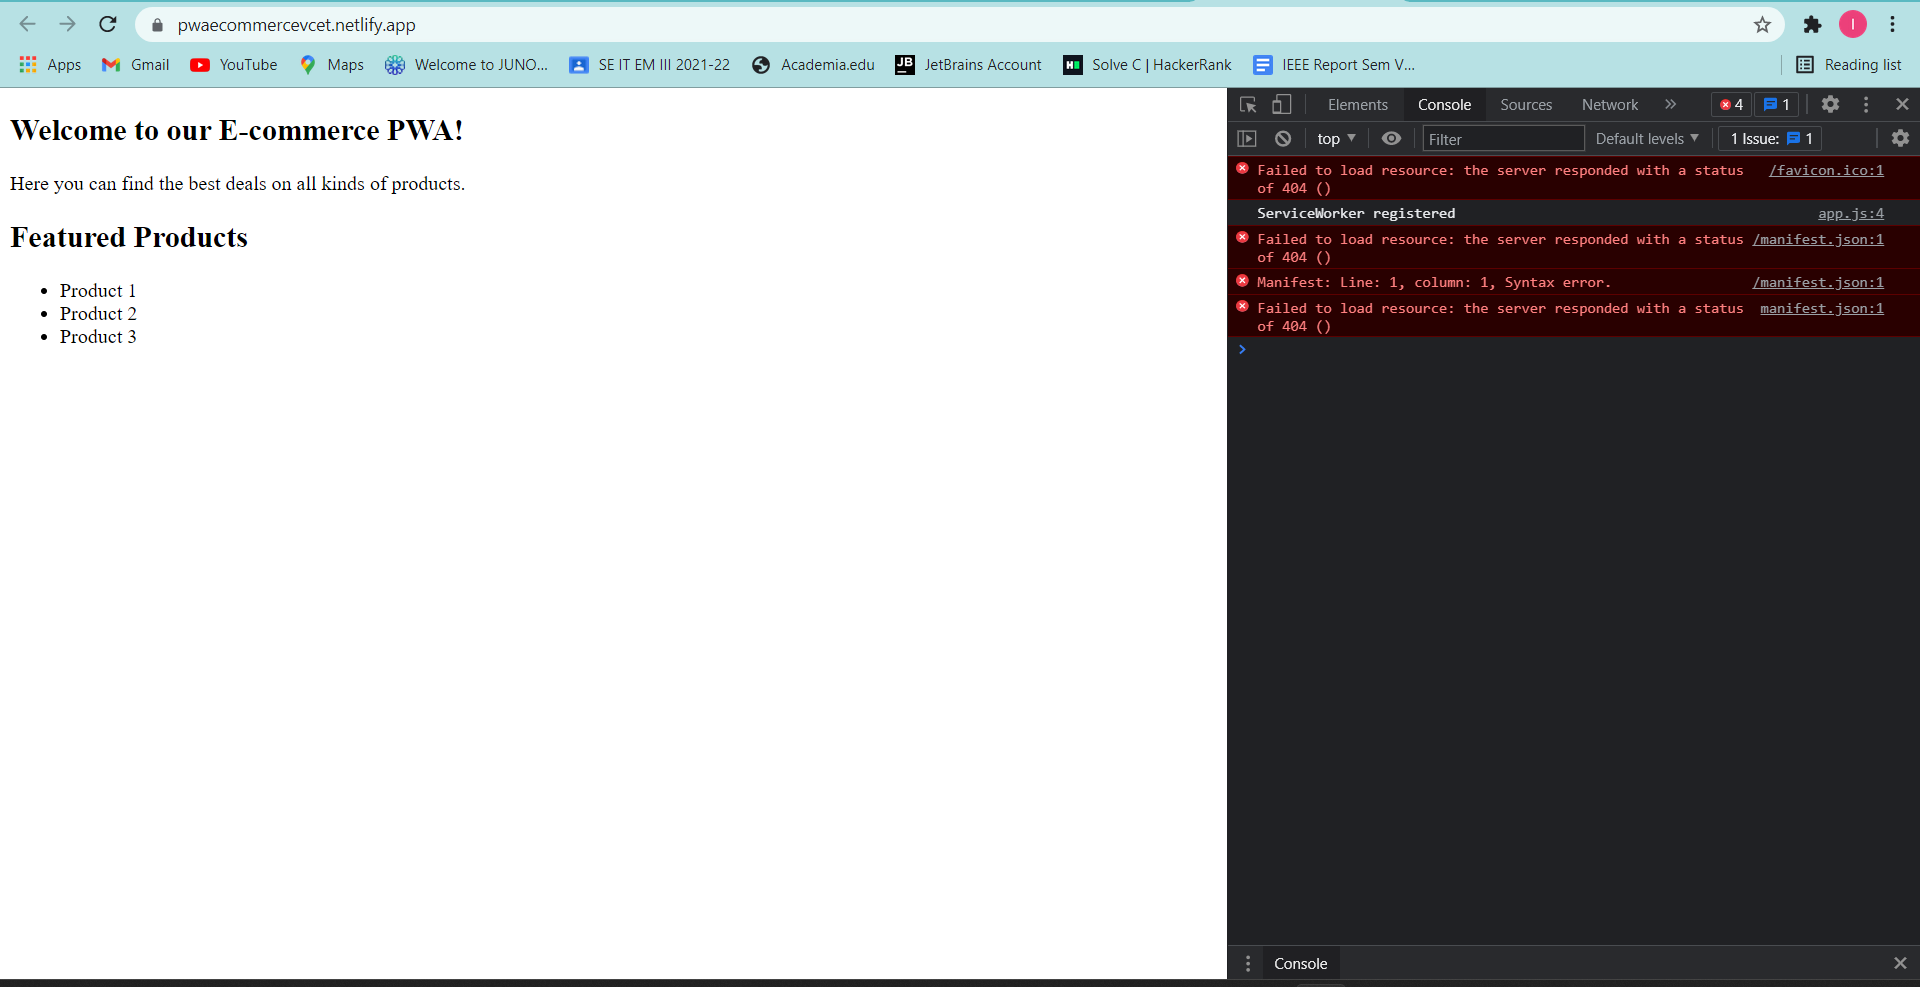 pwaecommercevcet.netlify.app
I
Apps Gmail YouTube Maps Welcome to JUNO... SE IT EM III 2021-22 Academia.edu JB JetBrains Account H Solve C | HackerRank IEEE Report Sem V... Reading list
Welcome to our E-commerce PWA!
Here you can find the best deals on all kinds of products.
Featured Products
• Product 1
• Product 2
• Product 3
Elements Console Sources Network » 4 1
top Filter Default levels 1 Issue: 1
Failed to load resource: the server responded with a status /favicon.ico:1
of 404 ()
ServiceWorker registered app.js:4
Failed to load resource: the server responded with a status /manifest.json:1
of 404 ()
Manifest: Line: 1, column: 1, Syntax error. /manifest.json:1
Failed to load resource: the server responded with a status manifest.json:1
of 404 ()
Console